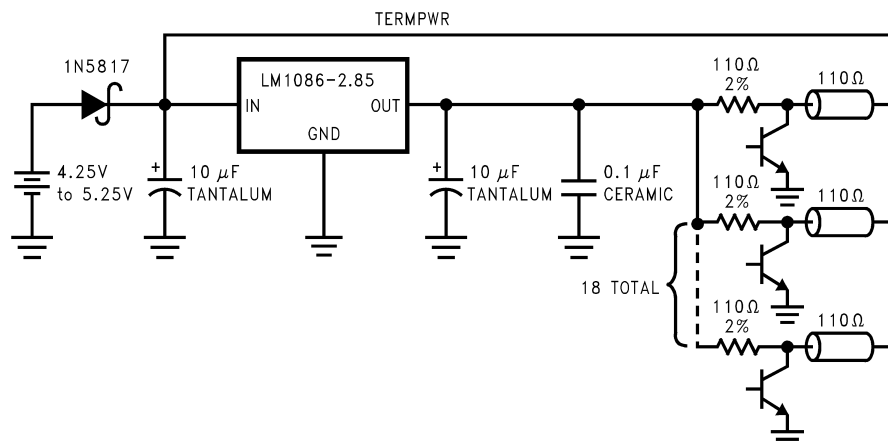 TERMPWR
1N5817
LM1086-2.85
IN
OUT
GND
4.25V
to 5.25V
+
10 μF
TANTALUM
+
10 μF
TANTALUM
0.1 μF
CERAMIC
110Ω
2%
110Ω
110Ω
2%
110Ω
18 TOTAL
110Ω
2%
110Ω